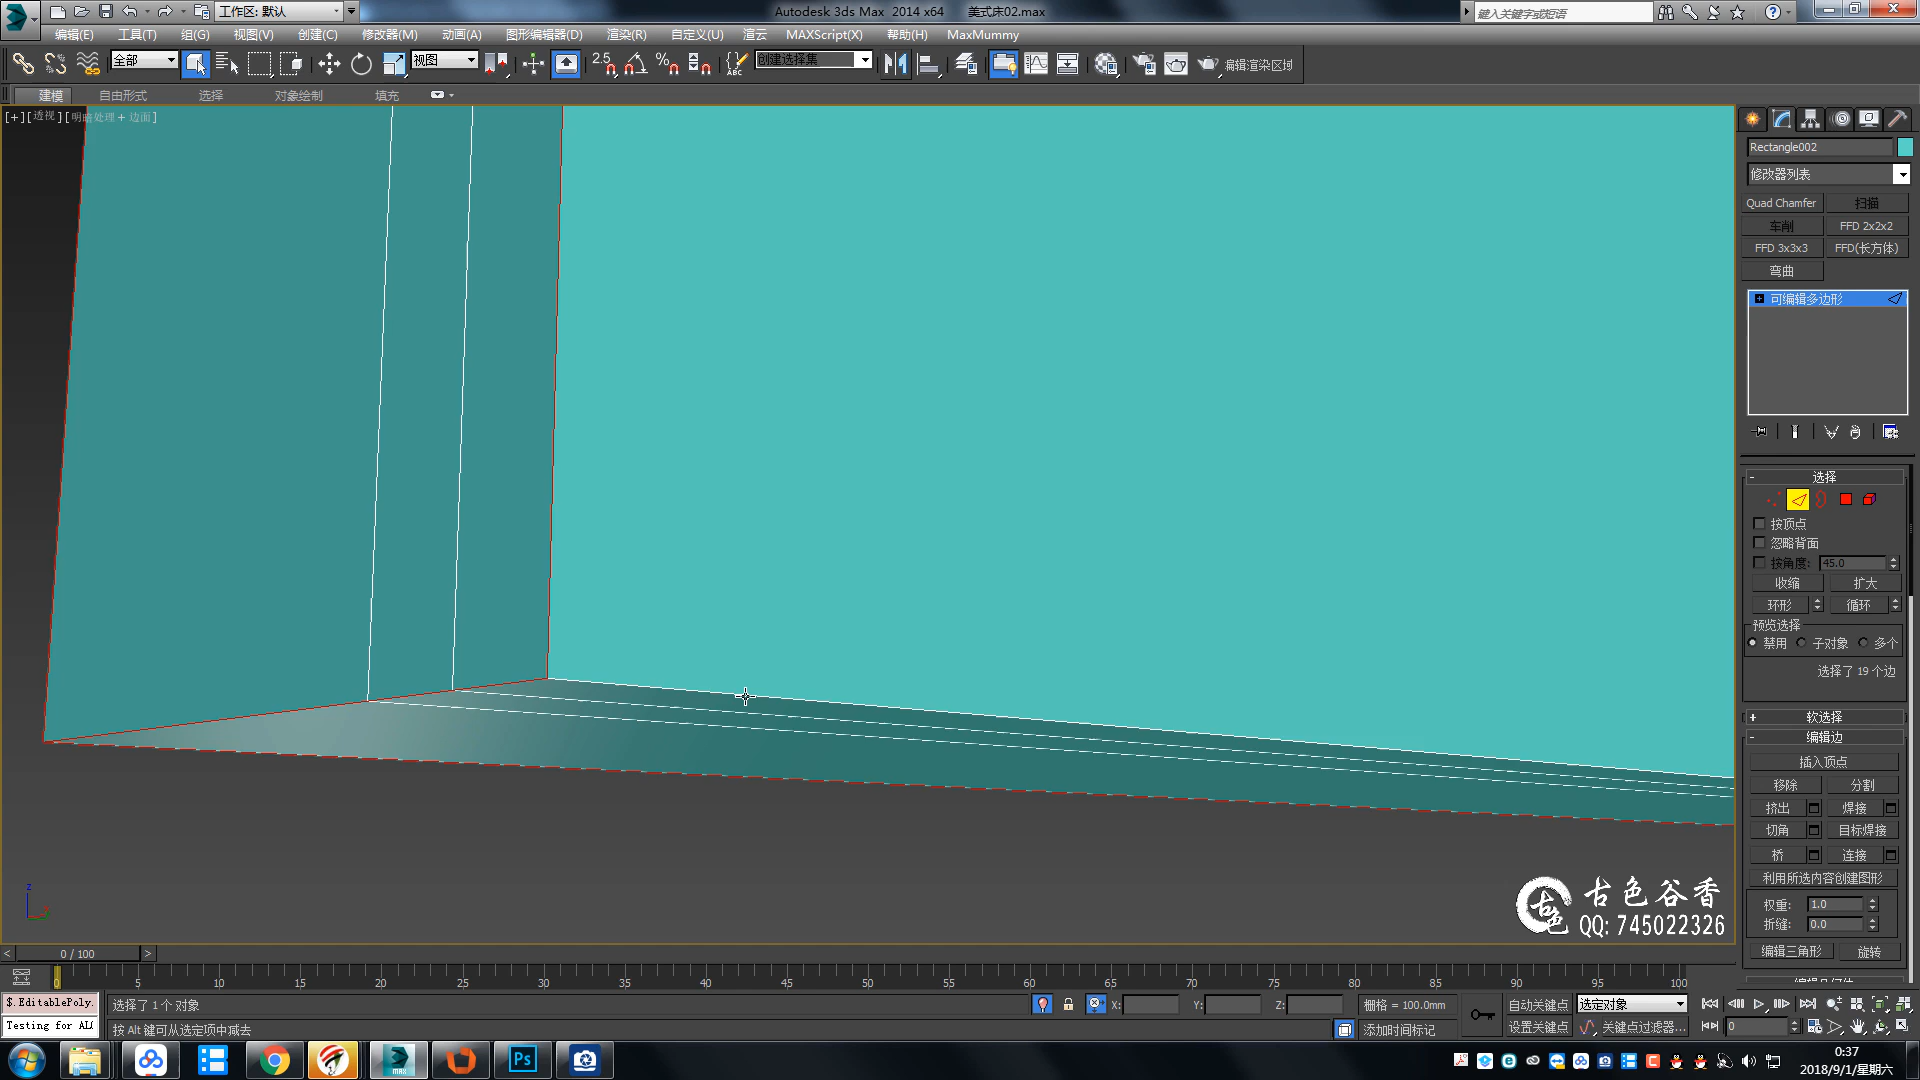 工作区: 默认
Autodesk 3ds Max  2014 x64    美式床02.max
键入关键字或短语
编辑(E) 工具(T) 组(G) 视图(V) 创建(C) 修改器(M) 动画(A) 图形编辑器(D) 渲染(R) 自定义(U) 渲云 MAXScript(X) 帮助(H) MaxMummy
全部 视图 2.5 创建选择集 编辑渲染区域
建模 自由形式 选择 对象绘制 填充
[+][透视][明暗处理+边面]
Rectangle002
修改器列表
Quad Chamfer 扫描
车削 FFD 2x2x2
FFD 3x3x3 FFD(长方体)
弯曲
可编辑多边形
选择
按顶点
忽略背面
按角度: 45.0
收缩 扩大
环形 循环
预览选择
禁用 子对象 多个
选择了 19 个边
软选择
编辑边
插入顶点
移除 分割
挤出 焊接
切角 目标焊接
桥 连接
利用所选内容创建图形
权重: 1.0
折缝: 0.0
编辑三角形 旋转
古色谷香
QQ: 745022326
Z
0 / 100
0 5 10 15 20 25 30 35 40 45 50 55 60 65 70 75 80 85 90 95 100
$.EditablePoly. 选择了 1 个 对象 X: Y: Z: 栅格 = 100.0mm 自动关键点 选定对象
Testing for ALL 按 Alt 键可从选定项中减去 添加时间标记 设置关键点 关键点过滤器... 0
MAX Ps
0:37
2018/9/1/星期六